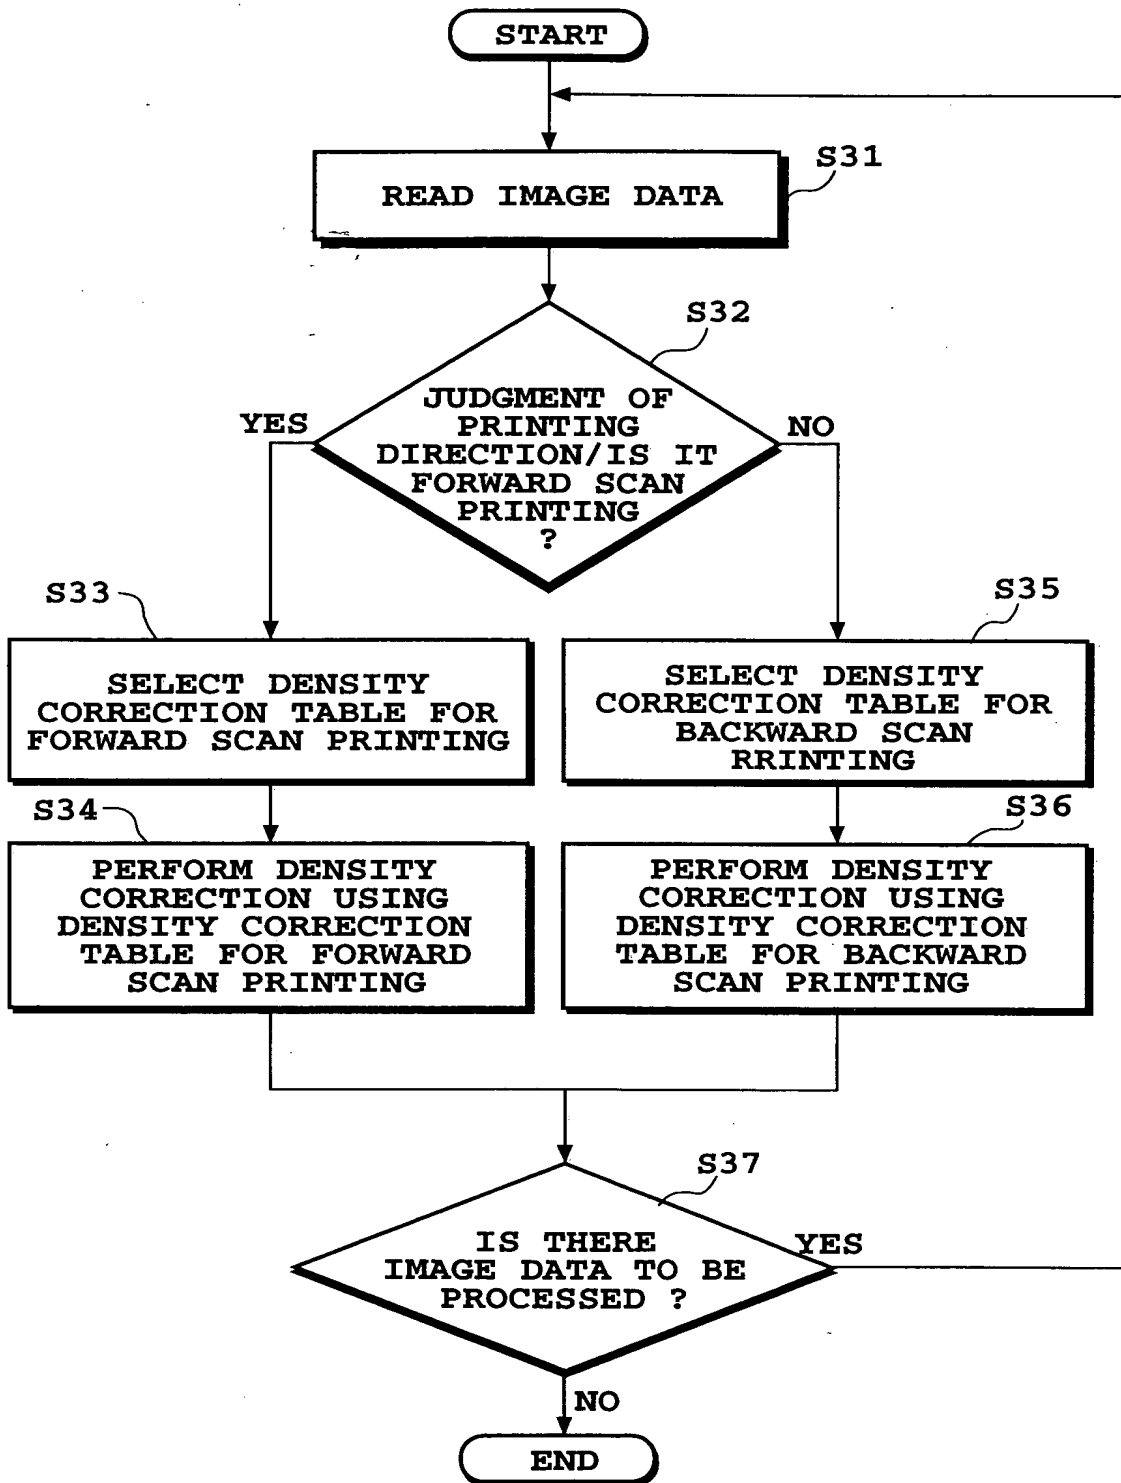 START
S31
READ IMAGE DATA
S32
JUDGMENT OF
PRINTING
DIRECTION/IS IT
FORWARD SCAN
PRINTING
?
YES
NO
S33
SELECT DENSITY
CORRECTION TABLE FOR
FORWARD SCAN PRINTING
S35
SELECT DENSITY
CORRECTION TABLE FOR
BACKWARD SCAN
RRINTING
S34
PERFORM DENSITY
CORRECTION USING
DENSITY CORRECTION
TABLE FOR FORWARD
SCAN PRINTING
S36
PERFORM DENSITY
CORRECTION USING
DENSITY CORRECTION
TABLE FOR BACKWARD
SCAN PRINTING
S37
IS THERE
IMAGE DATA TO BE
PROCESSED ?
YES
NO
END